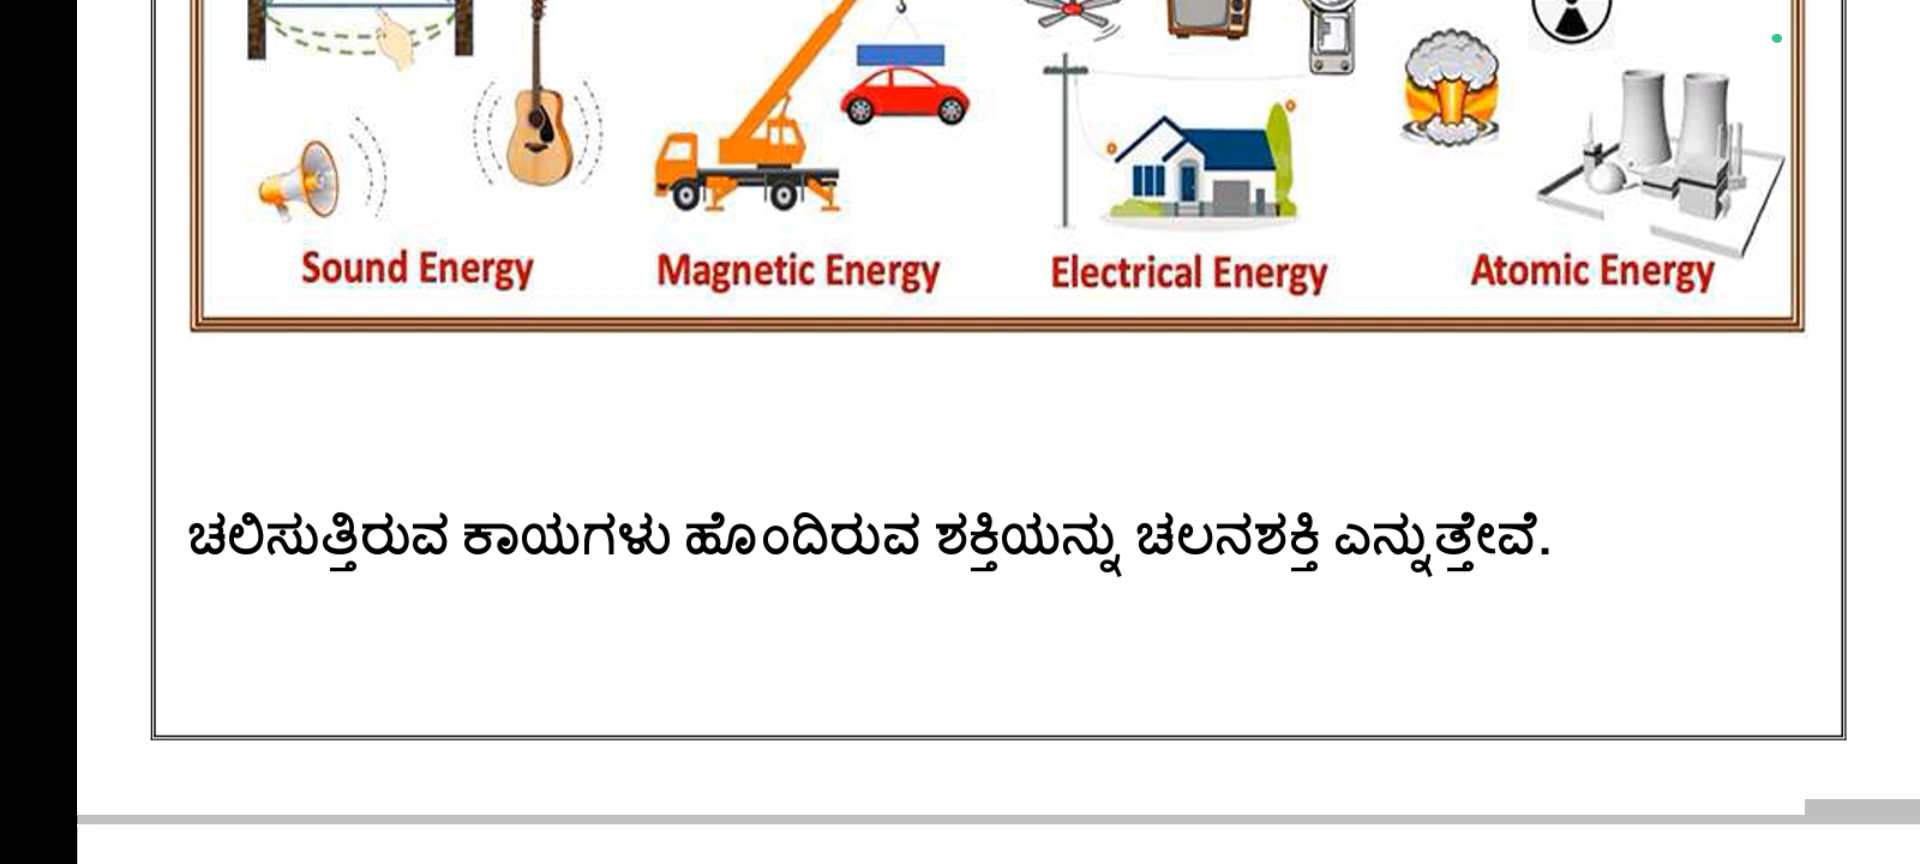 Sound Energy Magnetic Energy Electrical Energy Atomic Energy
ಚಲಿಸುತ್ತಿರುವ ಕಾಯಗಳು ಹೊಂದಿರುವ ಶಕ್ತಿಯನ್ನು ಚಲನಶಕ್ತಿ ಎನ್ನುತ್ತೇವೆ.